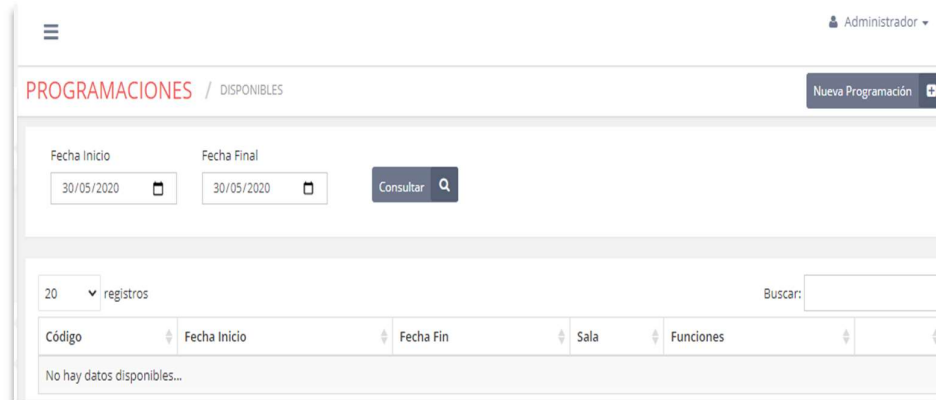 Administrador
PROGRAMACIONES / DISPONIBLES
Nueva Programación
Fecha Inicio Fecha Final
30/05/2020 30/05/2020 Consultar
20 registros Buscar:
Código Fecha Inicio Fecha Fin Sala Funciones
No hay datos disponibles...